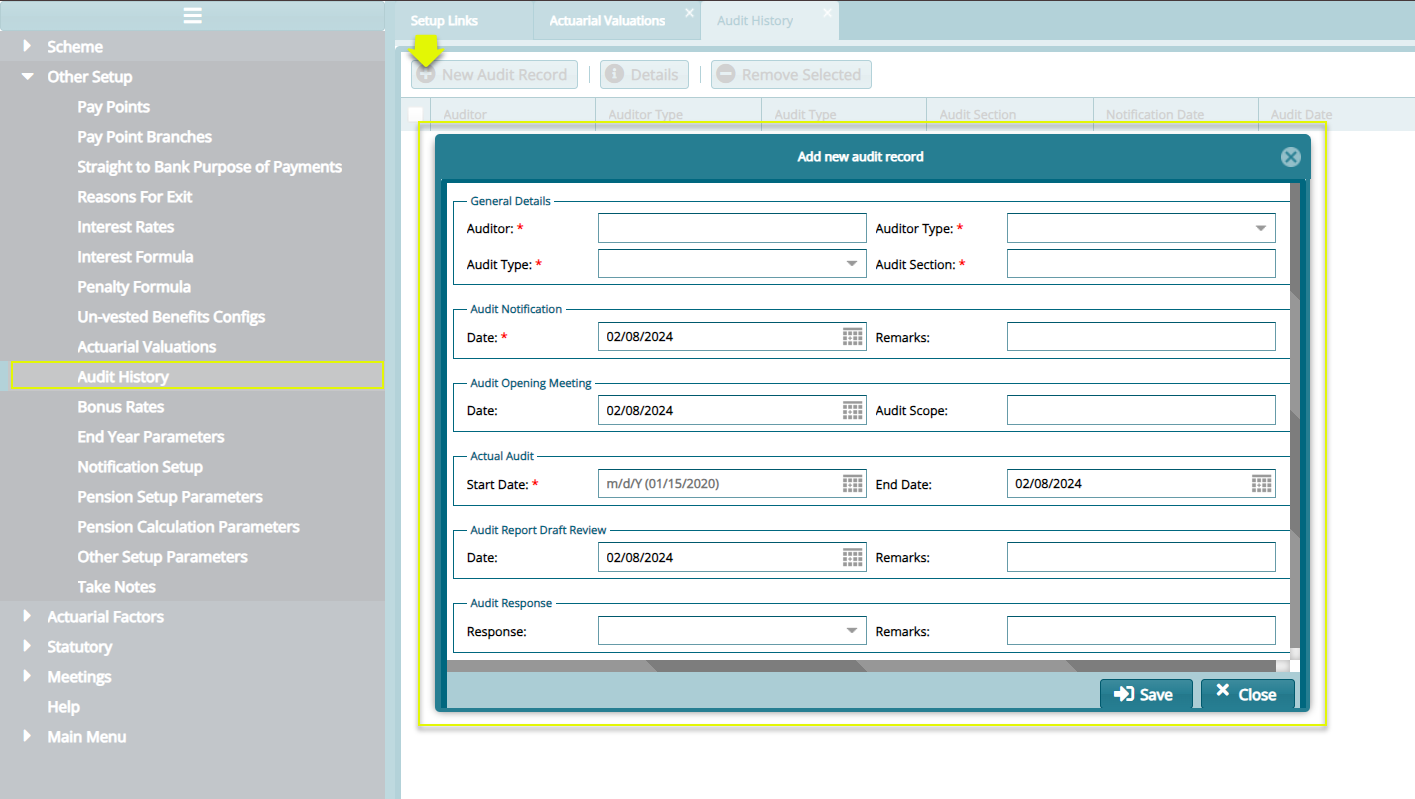 Setup Links
Actuarial Valuations
Audit History
Scheme
Other Setup
Pay Points
Pay Point Branches
Straight to Bank Purpose of Payments
Reasons For Exit
Interest Rates
Interest Formula
Penalty Formula
Un-vested Benefits Configs
Actuarial Valuations
Audit History
Bonus Rates
End Year Parameters
Notification Setup
Pension Setup Parameters
Pension Calculation Parameters
Other Setup Parameters
Take Notes
Actuarial Factors
Statutory
Meetings
Help
Main Menu
New Audit Record
Details
Remove Selected
Auditor
Auditor Type
Audit Type
Audit Section
Notification Date
Audit Date
Add new audit record
General Details
Auditor: *
Auditor Type: *
Audit Type: *
Audit Section: *
Audit Notification
Date: * 02/08/2024
Remarks:
Audit Opening Meeting
Date: 02/08/2024
Audit Scope:
Actual Audit
Start Date: * m/d/Y (01/15/2020)
End Date: 02/08/2024
Audit Report Draft Review
Date: 02/08/2024
Remarks:
Audit Response
Response:
Remarks:
Save
Close